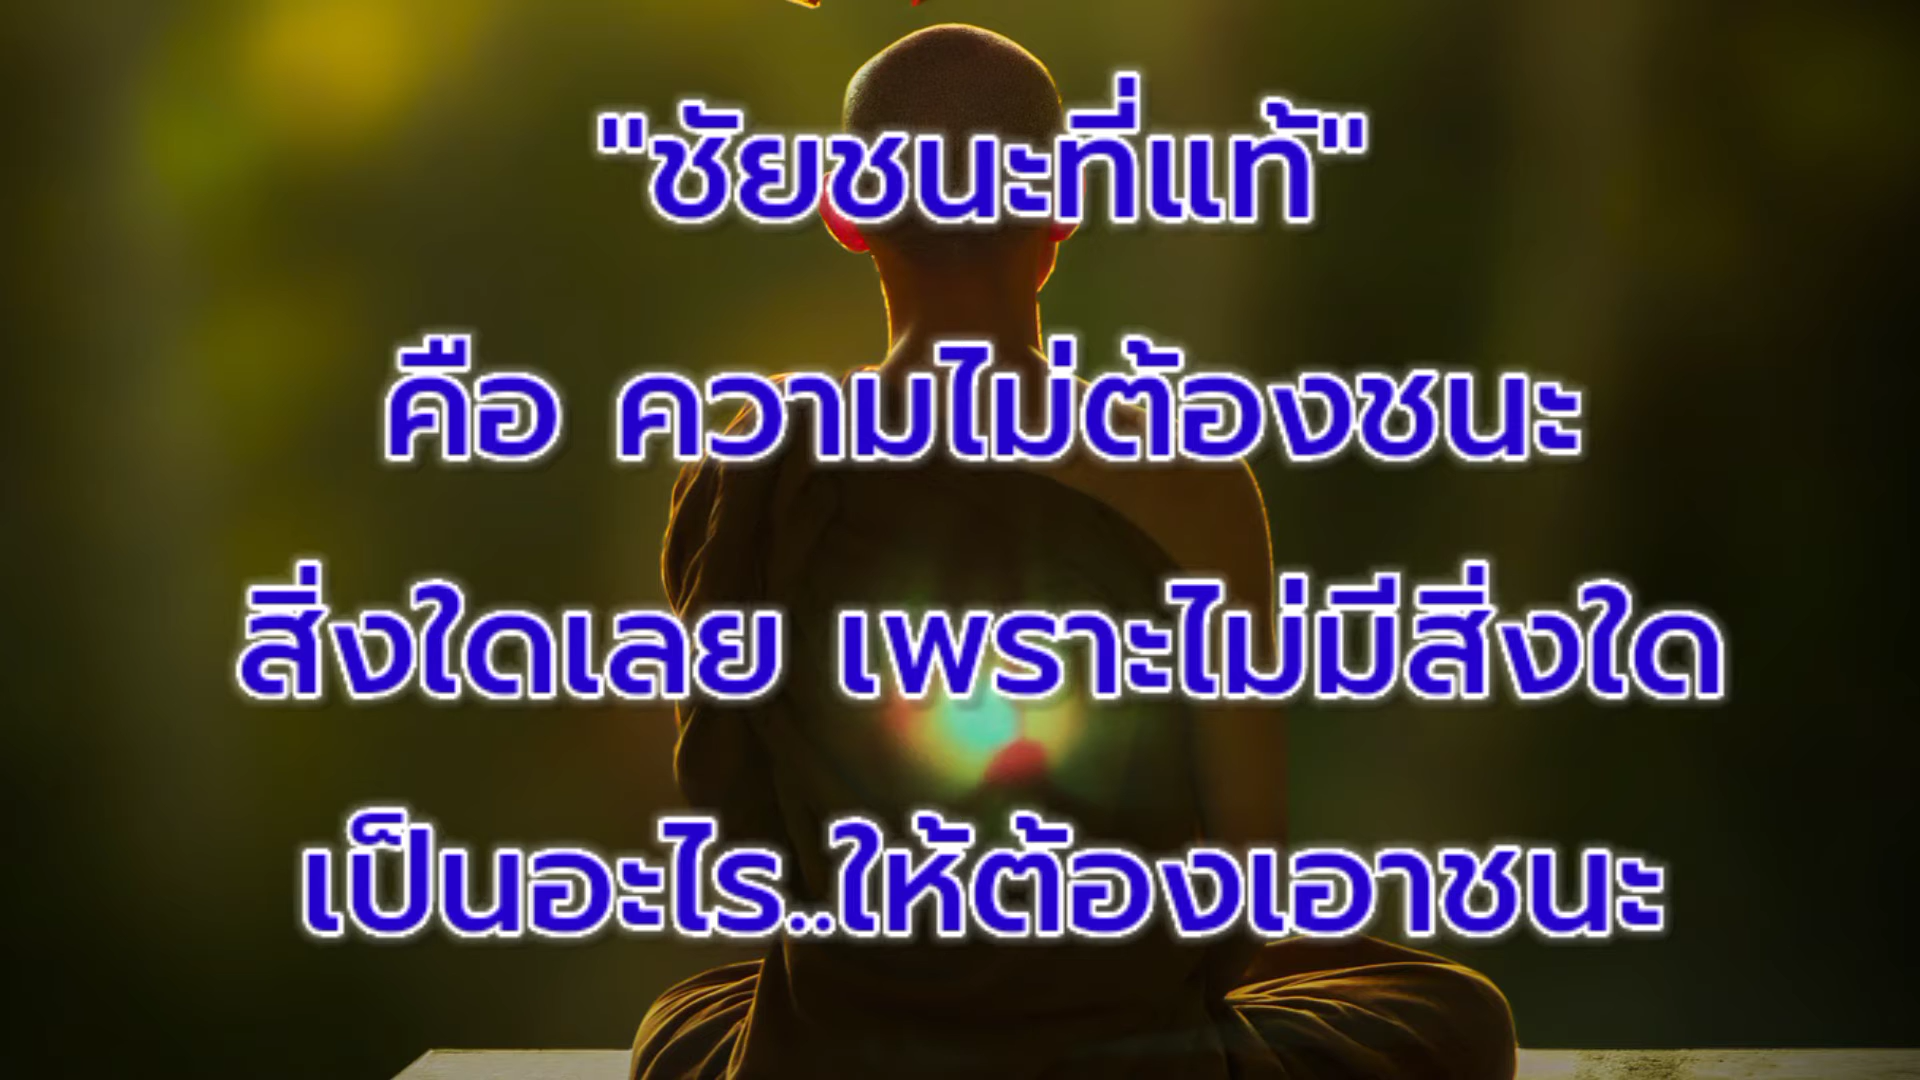 "ชัยชนะที่แท้"
คือ ความไม่ต้องชนะ
สิ่งใดเลย เพราะไม่มีสิ่งใด
เป็นอะไร..ให้ต้องเอาชนะ